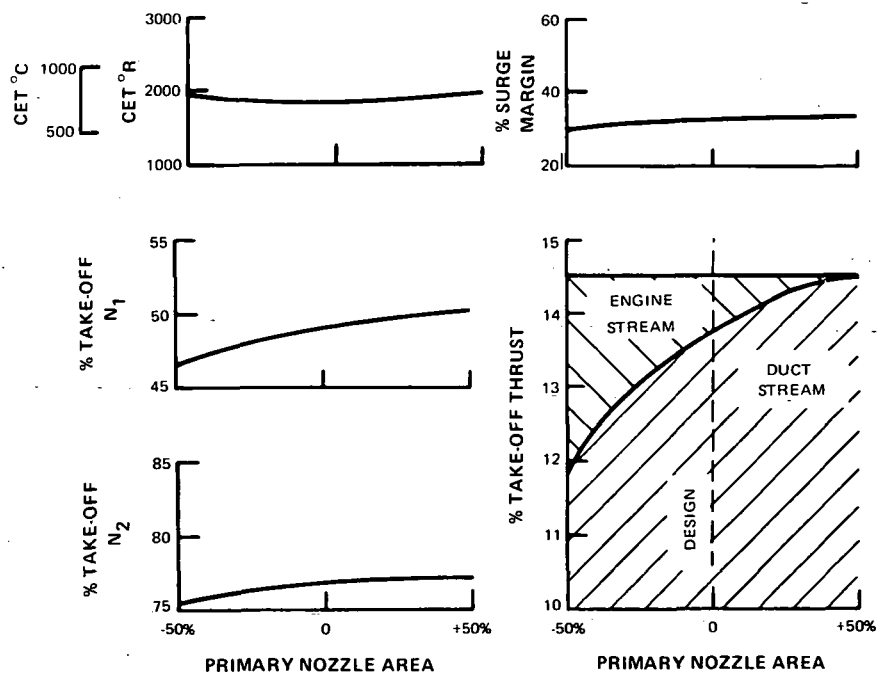 CET °C
1000
500
CET °R
3000
2000
1000
% SURGE
MARGIN
60
40
20
% TAKE-OFF
N1
55
50
45
% TAKE-OFF
N2
85
80
75
-50%
0
+50%
PRIMARY NOZZLE AREA
% TAKE-OFF THRUST
15
14
13
12
11
10
ENGINE
STREAM
DUCT
STREAM
DESIGN
-50%
0
+50%
PRIMARY NOZZLE AREA